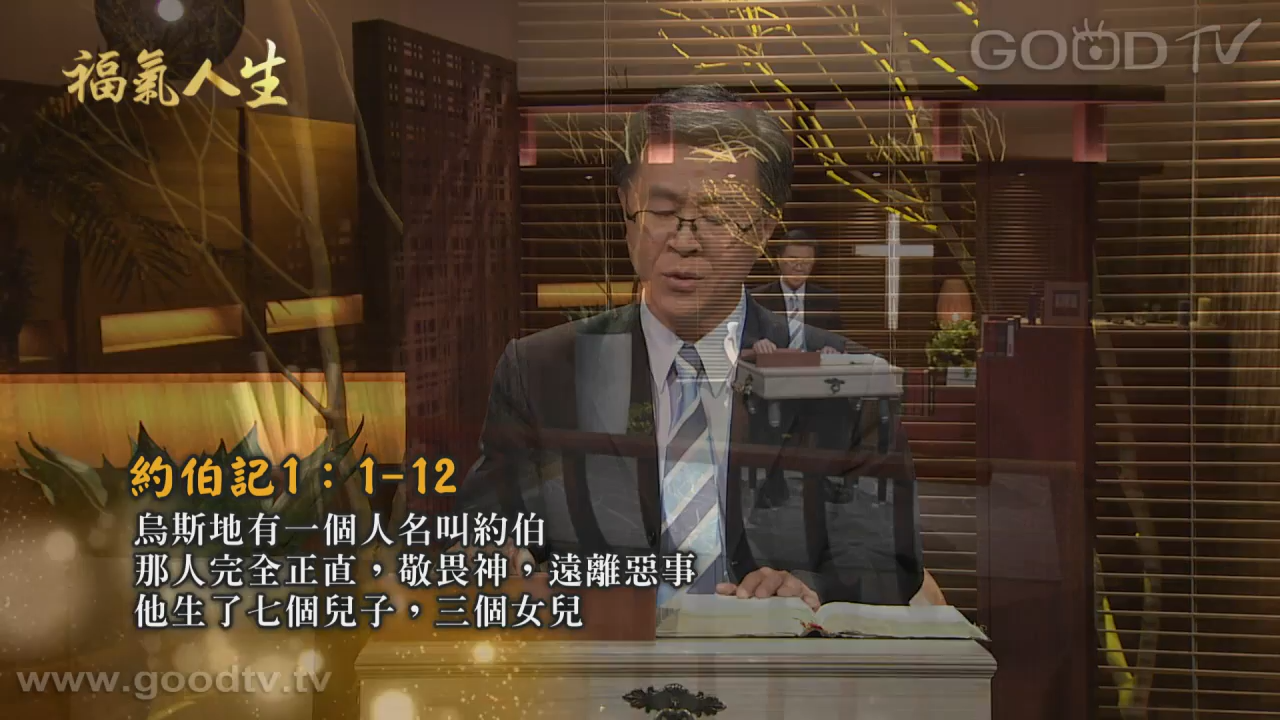 福氣人生
GOOD TV
約伯記1：1-12
烏斯地有一個人名叫約伯
那人完全正直，敬畏神，遠離惡事
他生了七個兒子，三個女兒
www.goodtv.tv